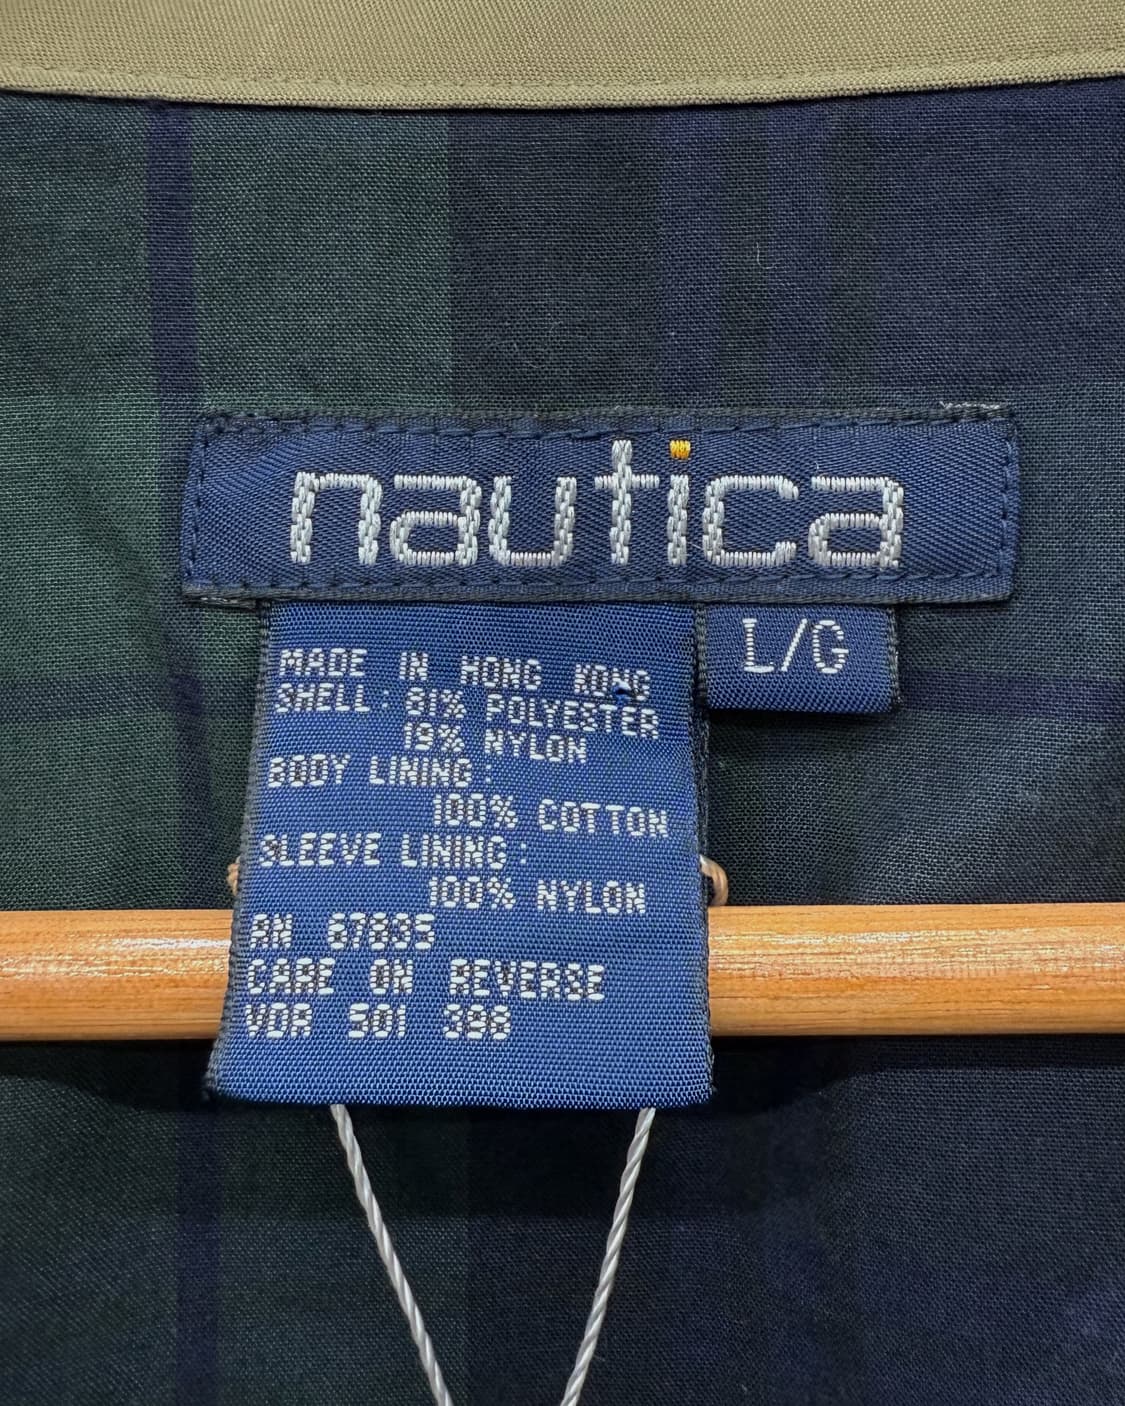 nautica
L/G
MADE IN HONG KONG
SHELL: 81% POLYESTER
19% NYLON
BODY LINING:
100% COTTON
SLEEVE LINING:
100% NYLON
RN 67835
CARE ON REVERSE
VDR 501 398